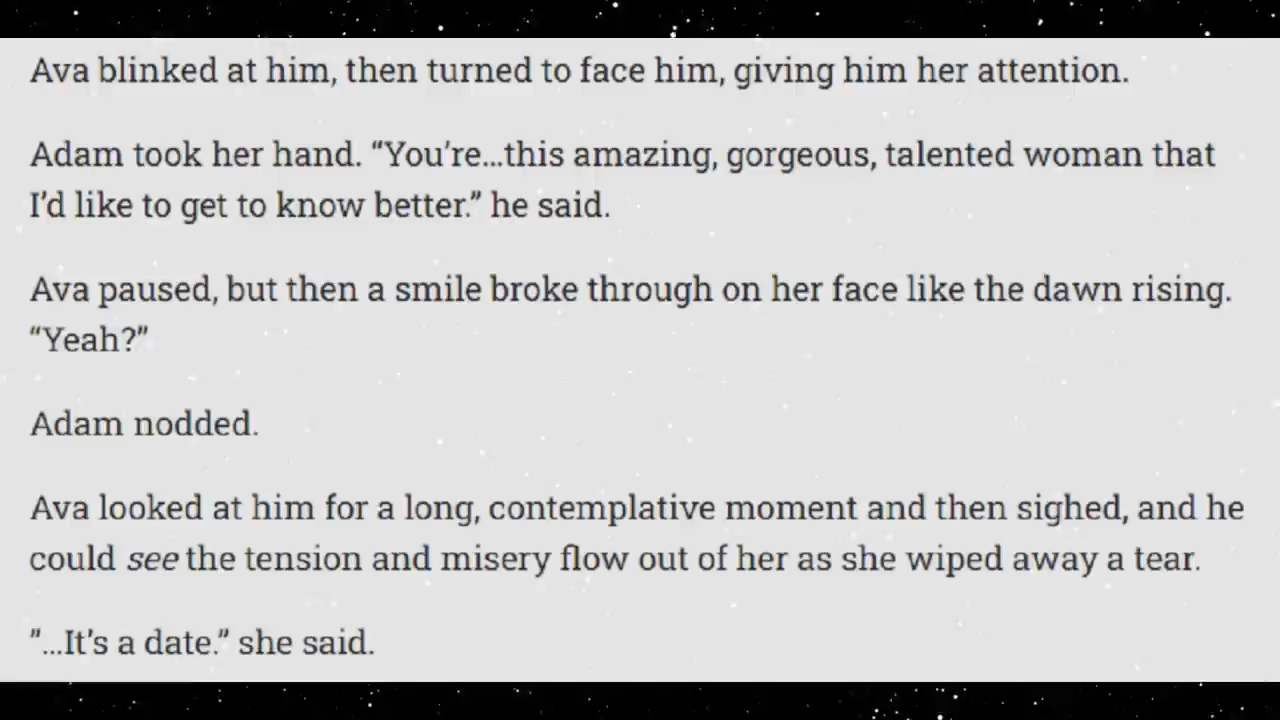 Ava blinked at him, then turned to face him, giving him her attention.
Adam took her hand. “You’re...this amazing, gorgeous, talented woman that
I’d like to get to know better.” he said.
Ava paused, but then a smile broke through on her face like the dawn rising.
“Yeah?”
Adam nodded.
Ava looked at him for a long, contemplative moment and then sighed, and he
could see the tension and misery flow out of her as she wiped away a tear.
”...It’s a date.” she said.